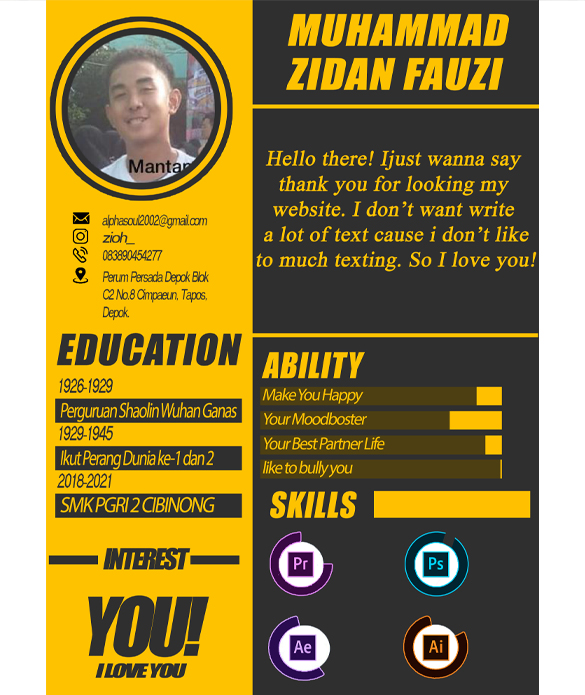 MUHAMMAD
ZIDAN FAUZI
Mantan
Hello there! Ijust wanna say
thank you for looking my
website. I don't want write
a lot of text cause i don't like
to much texting. So I love you!
alphasoul2002@gmail.com
zioh_
083890454277
Perum Persada Depok Blok
C2 No.8 Cimpaeun, Tapos,
Depok.
EDUCATION
1926-1929
Perguruan Shaolin Wuhan Ganas
1929-1945
Ikut Perang Dunia ke-1 dan 2
2018-2021
SMK PGRI 2 CIBINONG
INTEREST
YOU!
I LOVE YOU
ABILITY
Make You Happy
Your Moodboster
Your Best Partner Life
like to bully you
SKILLS
Pr
Ps
Ae
Ai